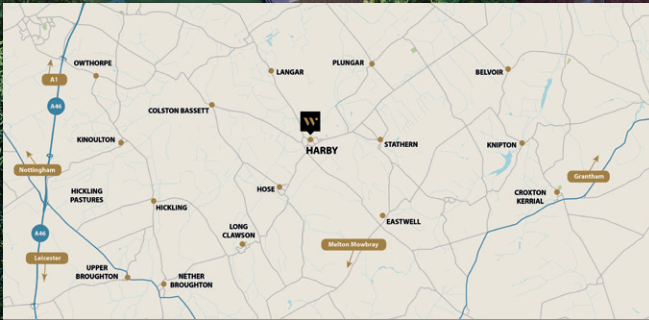 OWTHORPE
A1
A46
LANGAR
PLUNGAR
BELVOIR
COLSTON BASSETT
W
HARBY
KINOULTON
STATHERN
KNIPTON
Nottingham
Grantham
HICKLING
PASTURES
HOSE
CROXTON
KERRIAL
HICKLING
EASTWELL
LONG
CLAWSON
A46
Melton Mowbray
Leicester
UPPER
BROUGHTON
NETHER
BROUGHTON